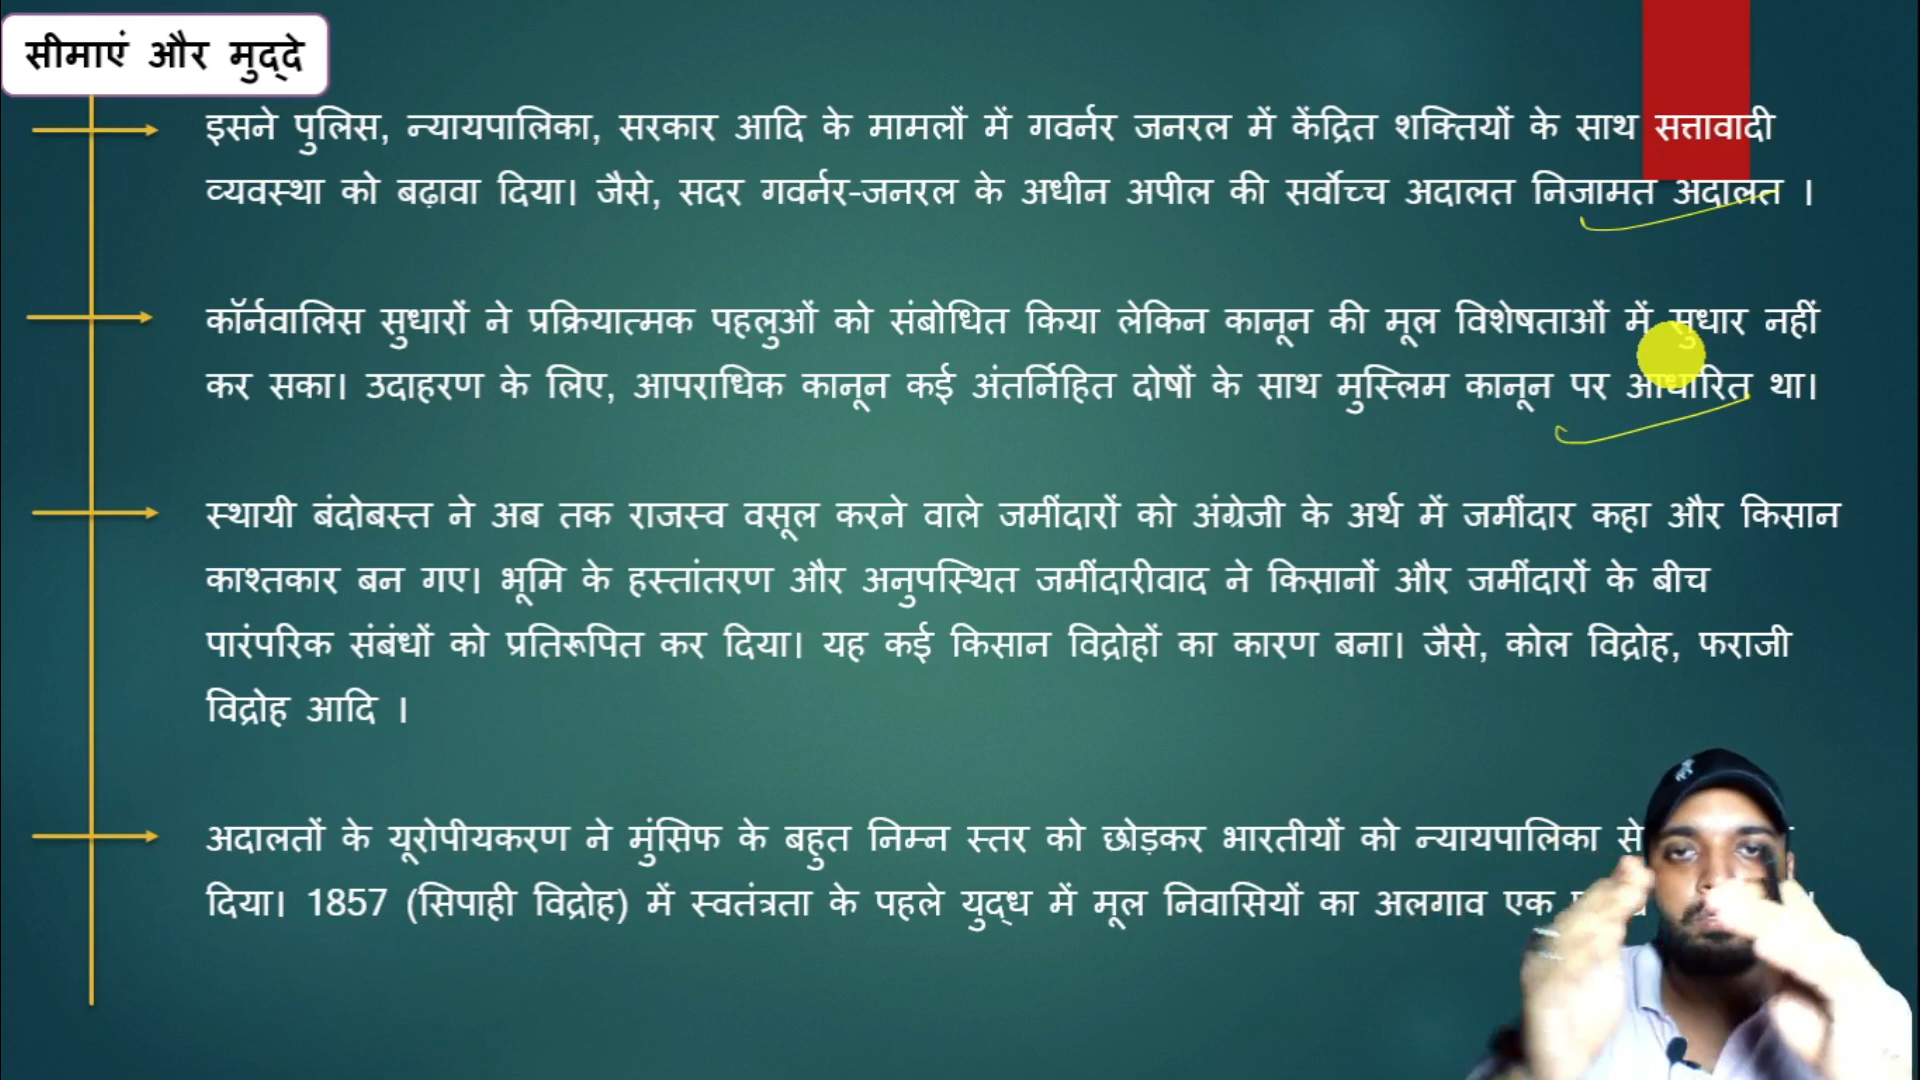 सीमाएं और मुद्दे
इसने पुलिस, न्यायपालिका, सरकार आदि के मामलों में गवर्नर जनरल में केंद्रित शक्तियों के साथ सत्तावादी
व्यवस्था को बढ़ावा दिया। जैसे, सदर गवर्नर-जनरल के अधीन अपील की सर्वोच्च अदालत निजामत अदालत ।
कॉर्नवालिस सुधारों ने प्रक्रियात्मक पहलुओं को संबोधित किया लेकिन कानून की मूल विशेषताओं में सुधार नहीं
कर सका। उदाहरण के लिए, आपराधिक कानून कई अंतर्निहित दोषों के साथ मुस्लिम कानून पर आधारित था।
स्थायी बंदोबस्त ने अब तक राजस्व वसूल करने वाले जमींदारों को अंग्रेजी के अर्थ में जमींदार कहा और किसान
काश्तकार बन गए। भूमि के हस्तांतरण और अनुपस्थित जमींदारीवाद ने किसानों और जमींदारों के बीच
पारंपरिक संबंधों को प्रतिरूपित कर दिया। यह कई किसान विद्रोहों का कारण बना। जैसे, कोल विद्रोह, फराजी
विद्रोह आदि ।
अदालतों के यूरोपीयकरण ने मुंसिफ के बहुत निम्न स्तर को छोड़कर भारतीयों को न्यायपालिका से
दिया। 1857 (सिपाही विद्रोह) में स्वतंत्रता के पहले युद्ध में मूल निवासियों का अलगाव एक